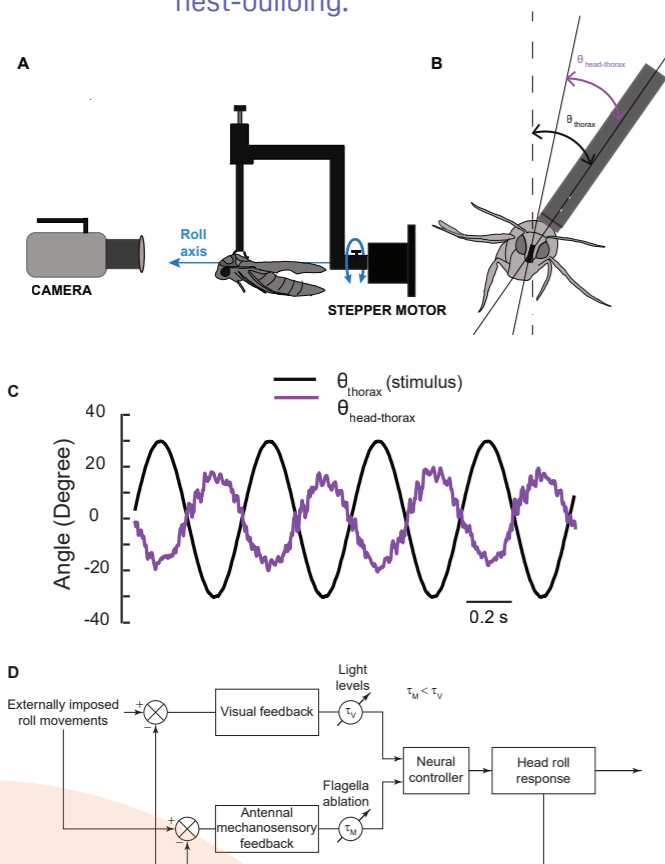 nest-building.
A
B
θhead-thorax
θthorax
Roll
axis
CAMERA
STEPPER MOTOR
C
θthorax (stimulus)
θhead-thorax
Angle (Degree)
40
20
0
-20
-40
0.2 s
D
Externally imposed
roll movements
+
−
Visual feedback
Light
levels
τV
τM < τV
Neural
controller
Head roll
response
+
−
Antennal
mechanosensory
feedback
Flagella
ablation
τM